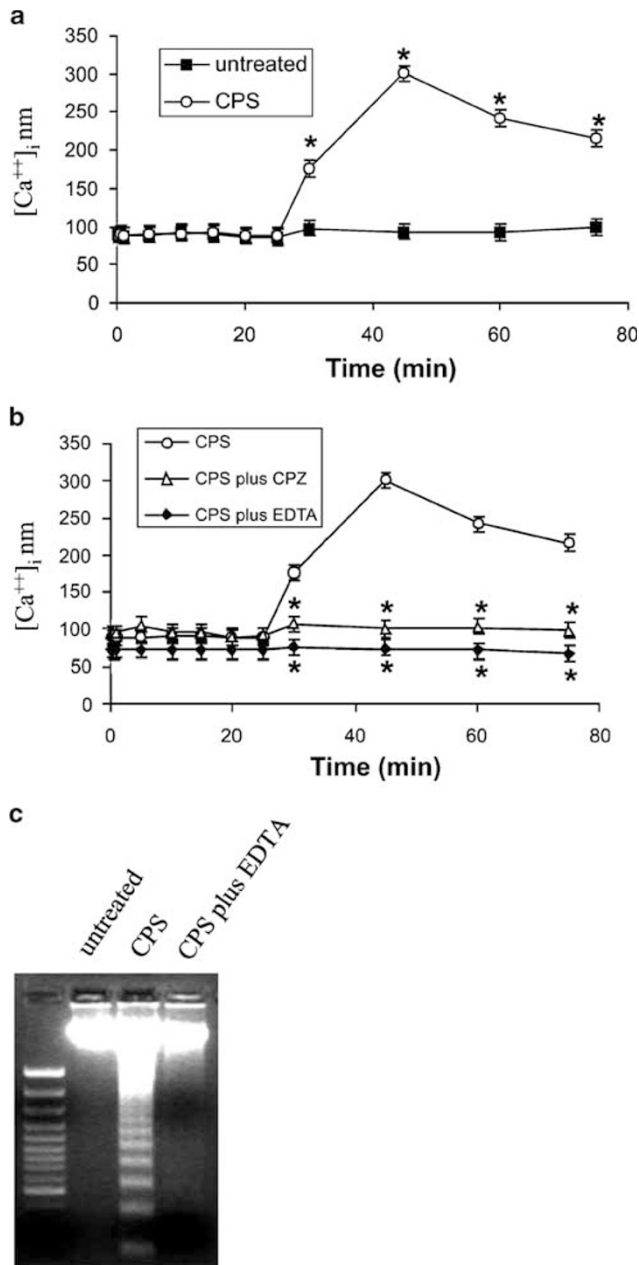 a
350
300
250
200
150
100
50
0
[Ca++]i nm
untreated
CPS
*
*
*
*
0
20
40
60
80
Time (min)
b
350
300
250
200
150
100
50
0
[Ca++]i nm
CPS
CPS plus CPZ
CPS plus EDTA
* * * *
* * * *
0
20
40
60
80
Time (min)
c
untreated
CPS
CPS plus EDTA